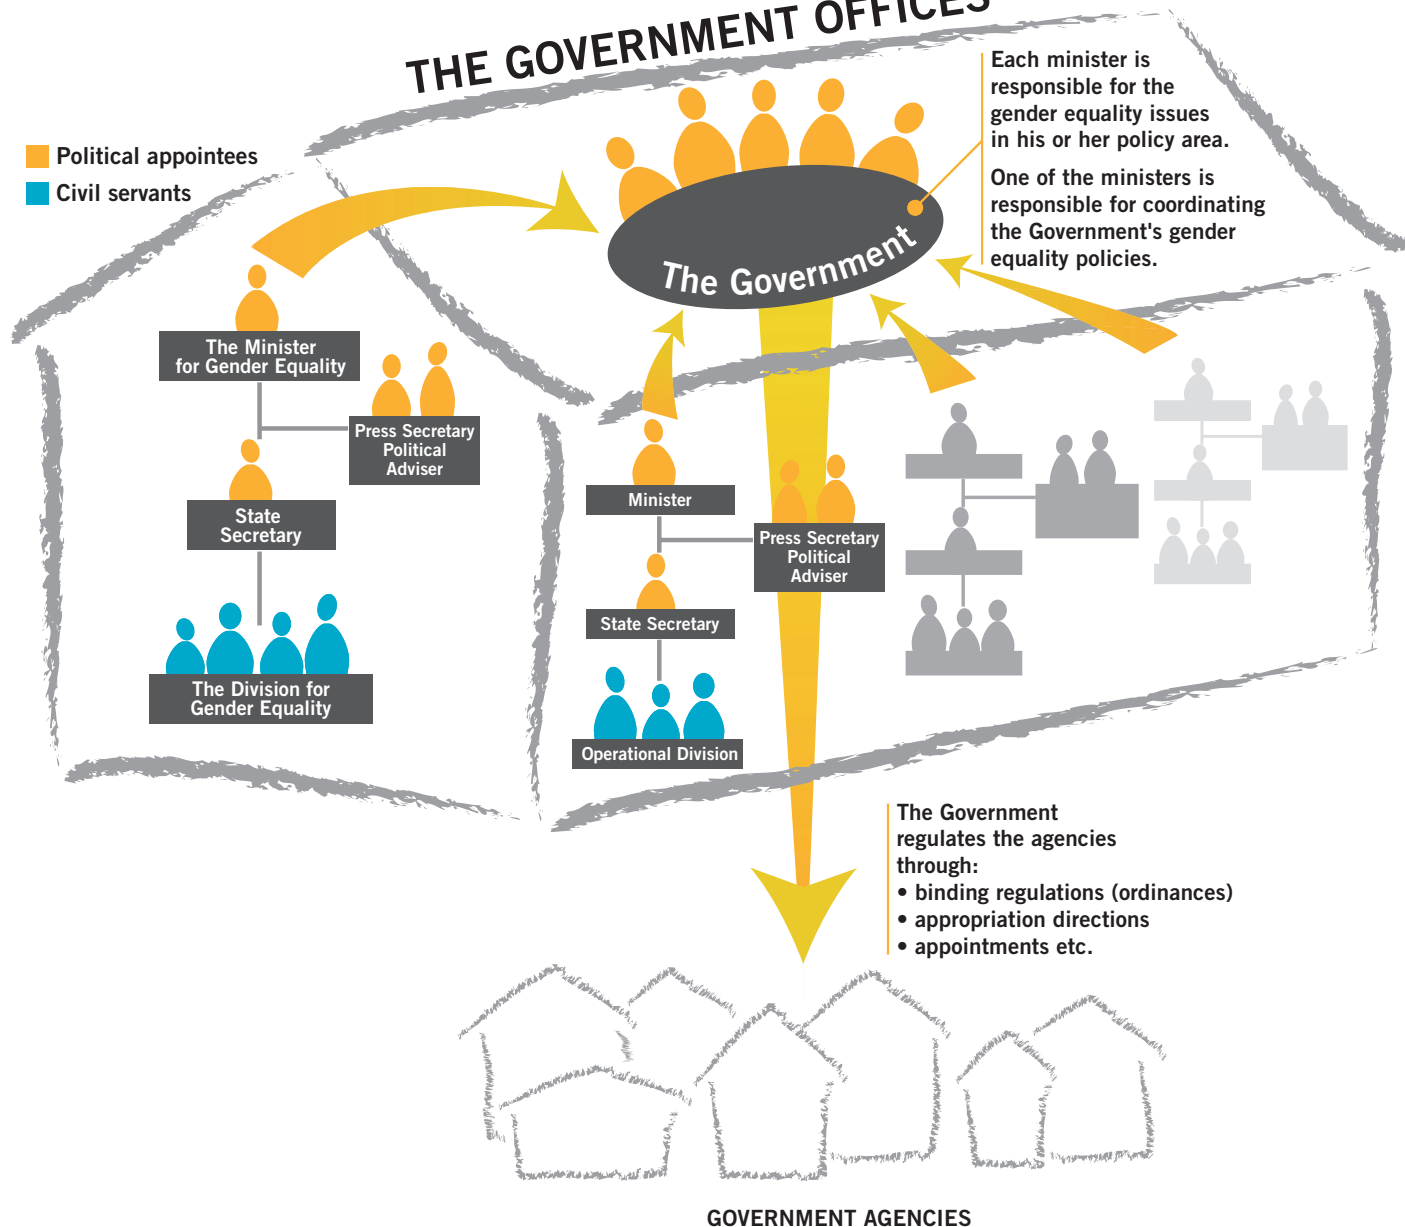 THE GOVERNMENT OFFICES
Political appointees
Civil servants
Each minister is
responsible for the
gender equality issues
in his or her policy area.
One of the ministers is
responsible for coordinating
the Government's gender
equality policies.
The Government
The Minister
for Gender Equality
Press Secretary
Political
Adviser
State
Secretary
The Division for
Gender Equality
Minister
Press Secretary
Political
Adviser
State Secretary
Operational Division
The Government
regulates the agencies
through:
• binding regulations (ordinances)
• appropriation directions
• appointments etc.
GOVERNMENT AGENCIES